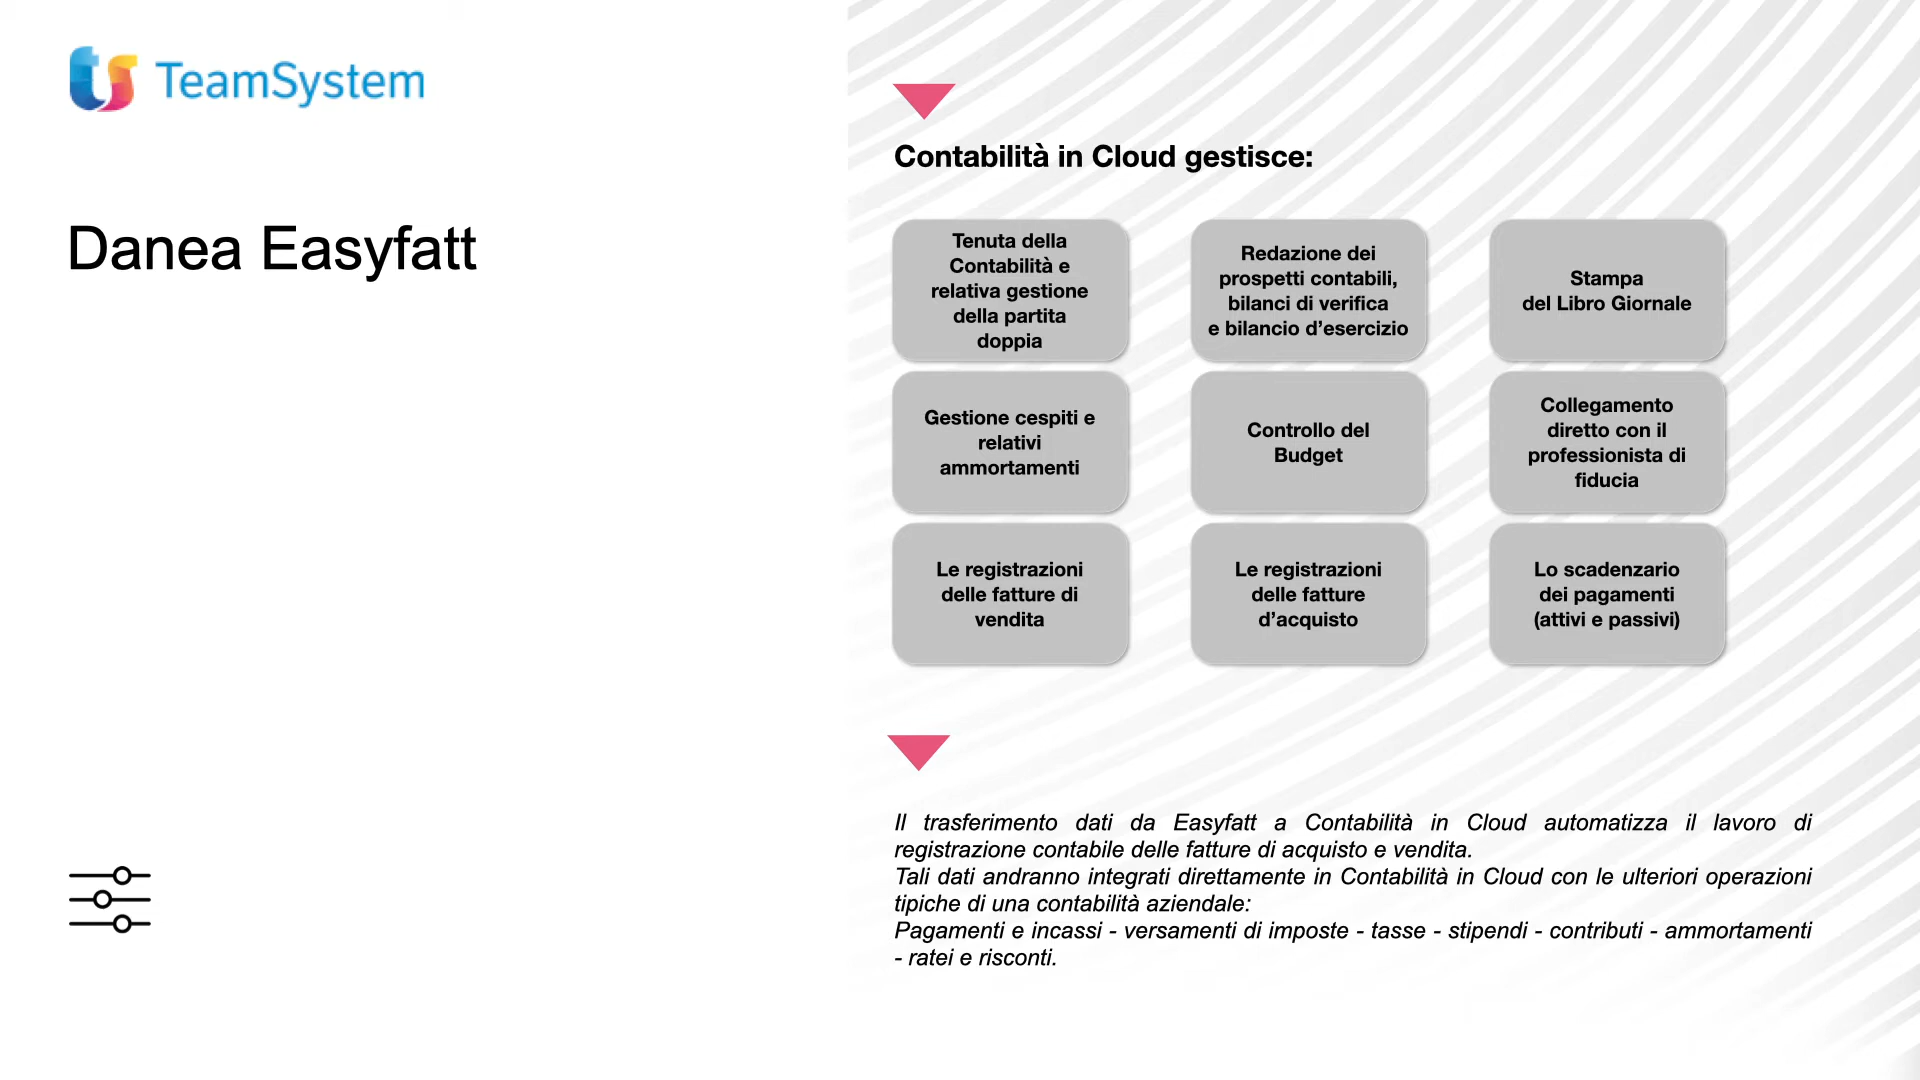 TeamSystem
Danea Easyfatt
Contabilità in Cloud gestisce:
Tenuta della
Contabilità e
relativa gestione
della partita
doppia
Redazione dei
prospetti contabili,
bilanci di verifica
e bilancio d’esercizio
Stampa
del Libro Giornale
Gestione cespiti e
relativi
ammortamenti
Controllo del
Budget
Collegamento
diretto con il
professionista di
fiducia
Le registrazioni
delle fatture di
vendita
Le registrazioni
delle fatture
d’acquisto
Lo scadenzario
dei pagamenti
(attivi e passivi)
Il trasferimento dati da Easyfatt a Contabilità in Cloud automatizza il lavoro di
registrazione contabile delle fatture di acquisto e vendita.
Tali dati andranno integrati direttamente in Contabilità in Cloud con le ulteriori operazioni
tipiche di una contabilità aziendale:
Pagamenti e incassi - versamenti di imposte - tasse - stipendi - contributi - ammortamenti
- ratei e risconti.